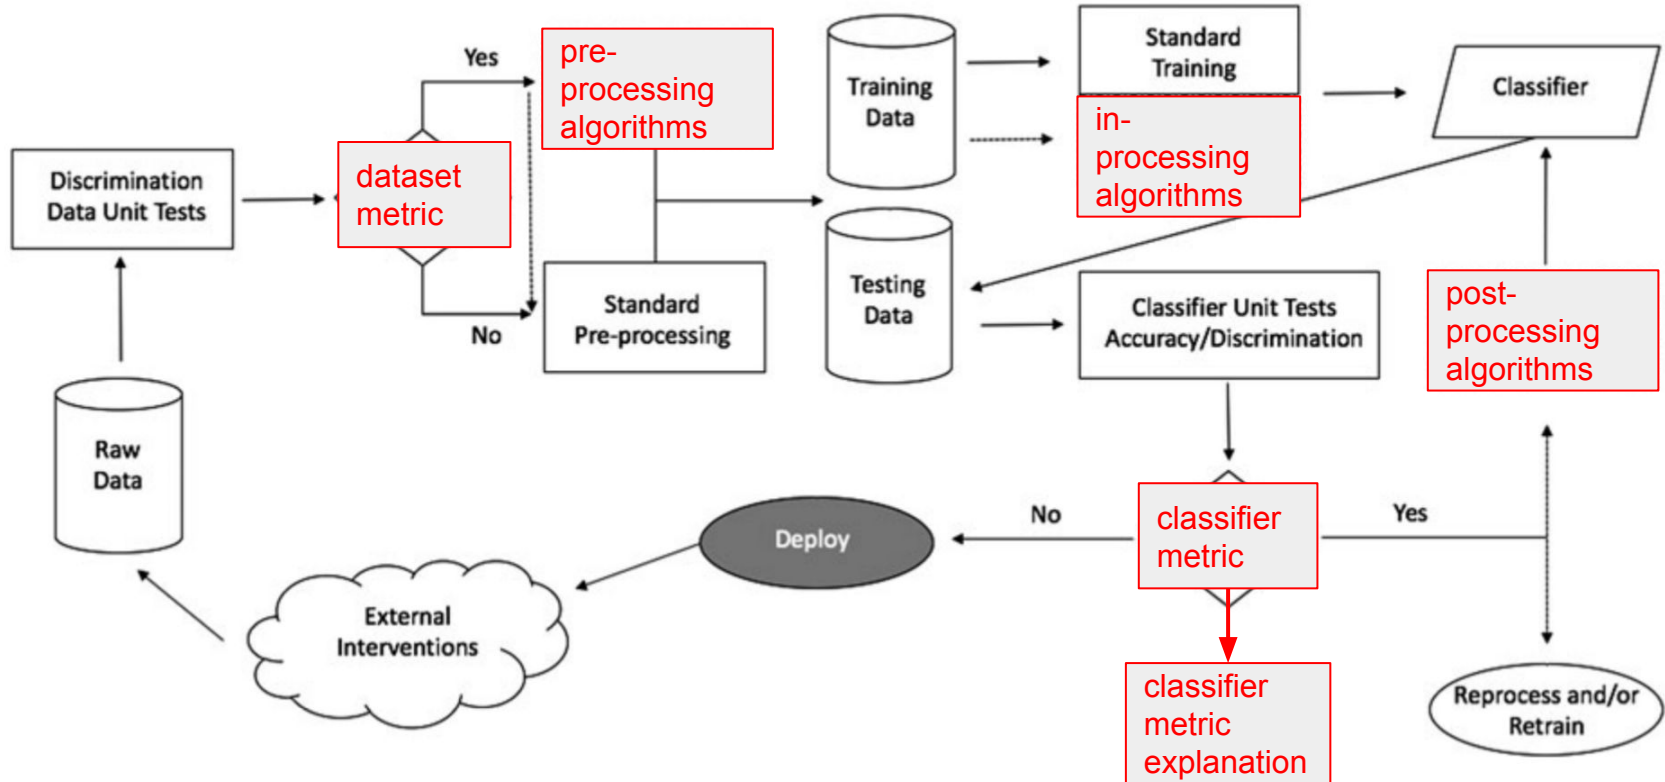 Yes
pre-
processing
algorithms
Training
Data
Standard
Training
in-
processing
algorithms
Classifier
Discrimination
Data Unit Tests
dataset
metric
No
Standard
Pre-processing
Testing
Data
Classifier Unit Tests
Accuracy/Discrimination
post-
processing
algorithms
Raw
Data
Deploy
No
classifier
metric
Yes
External
Interventions
classifier
metric
explanation
Reprocess and/or
Retrain